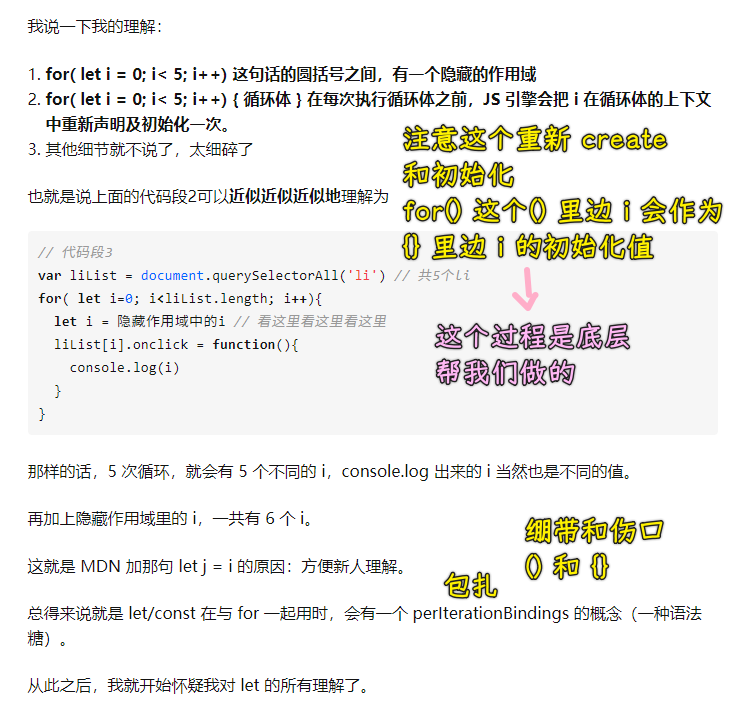 我说一下我的理解：
1. for( let i = 0; i< 5; i++) 这句话的圆括号之间，有一个隐藏的作用域
2. for( let i = 0; i< 5; i++) { 循环体 } 在每次执行循环体之前，JS 引擎会把 i 在循环体的上下文
中重新声明及初始化一次。
3. 其他细节就不说了，太细碎了
注意这个重新 create
和初始化
for() 这个() 里边 i 会作为
{} 里边 i 的初始化值
也就是说上面的代码段2可以近似近似近似地理解为
// 代码段3
var liList = document.querySelectorAll('li') // 共5个li
for( let i=0; i<liList.length; i++){
let i = 隐藏作用域中的i // 看这里看这里看这里
liList[i].onclick = function(){
console.log(i)
}
}
这个过程是底层
帮我们做的
那样的话，5 次循环，就会有 5 个不同的 i，console.log 出来的 i 当然也是不同的值。
再加上隐藏作用域里的 i，一共有 6 个 i。
绷带和伤口
() 和 {}
这就是 MDN 加那句 let j = i 的原因：方便新人理解。
包扎
总得来说就是 let/const 在与 for 一起用时，会有一个 perIterationBindings 的概念（一种语法
糖）。
从此之后，我就开始怀疑我对 let 的所有理解了。